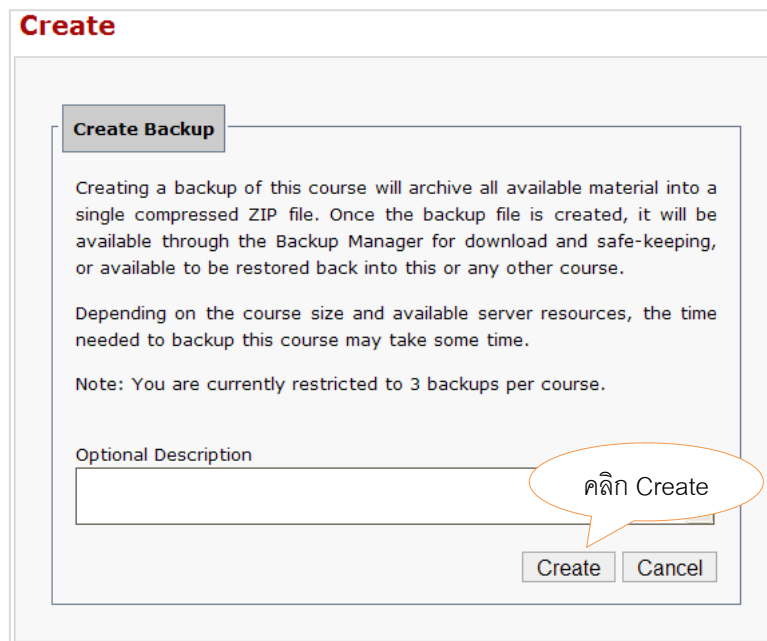 Create
Create Backup
Creating a backup of this course will archive all available material into a
single compressed ZIP file. Once the backup file is created, it will be
available through the Backup Manager for download and safe-keeping,
or available to be restored back into this or any other course.
Depending on the course size and available server resources, the time
needed to backup this course may take some time.
Note: You are currently restricted to 3 backups per course.
Optional Description
คลิก Create
Create Cancel